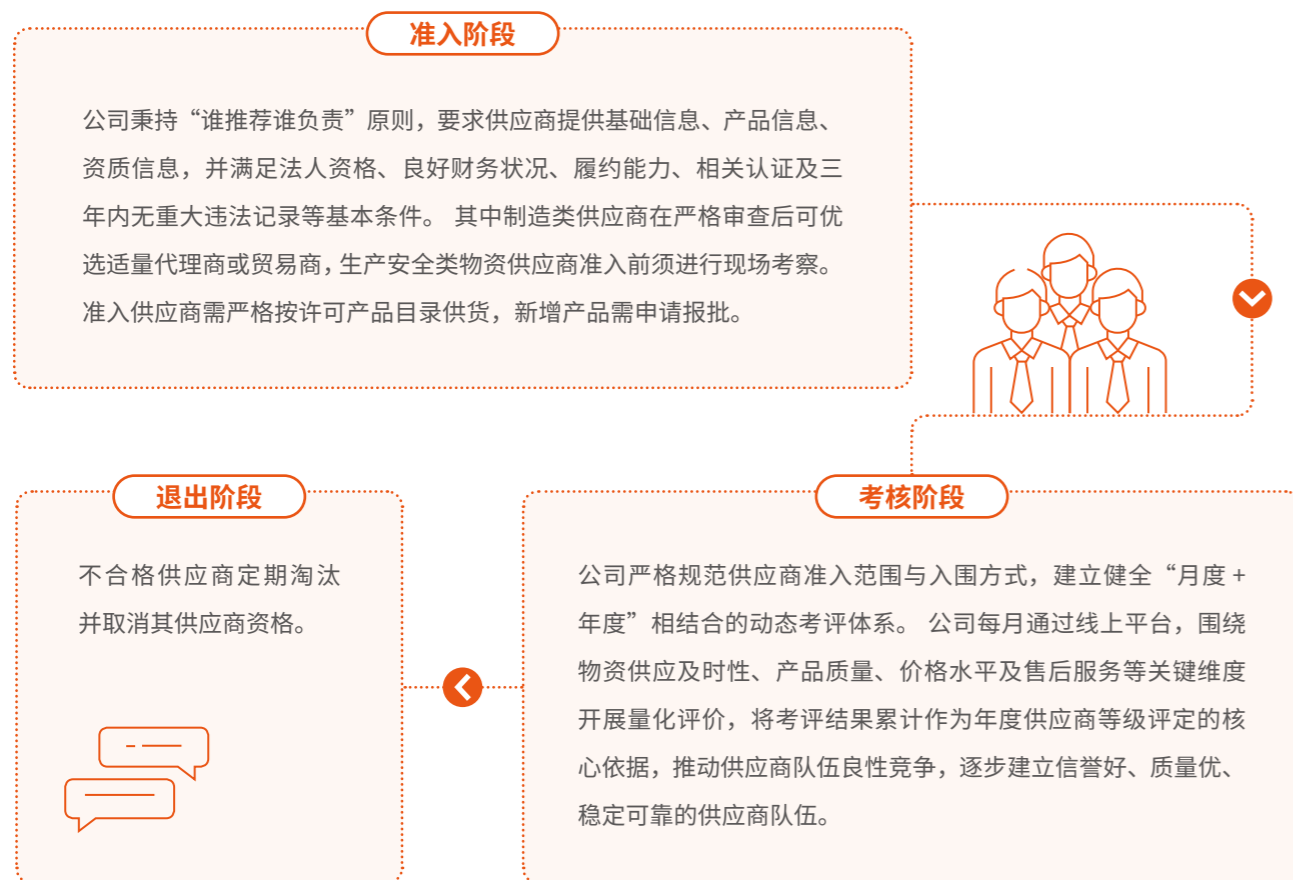 准入阶段
公司秉持“谁推荐谁负责”原则，要求供应商提供基础信息、产品信息、
资质信息，并满足法人资格、良好财务状况、履约能力、相关认证及三
年内无重大违法记录等基本条件。 其中制造类供应商在严格审查后可优
选适量代理商或贸易商，生产安全类物资供应商准入前须进行现场考察。
准入供应商需严格按许可产品目录供货，新增产品需申请报批。
考核阶段
公司严格规范供应商准入范围与入围方式，建立健全“月度 +
年度”相结合的动态考评体系。 公司每月通过线上平台，围绕
物资供应及时性、产品质量、价格水平及售后服务等关键维度
开展量化评价，将考评结果累计作为年度供应商等级评定的核
心依据，推动供应商队伍良性竞争，逐步建立信誉好、质量优、
稳定可靠的供应商队伍。
退出阶段
不合格供应商定期淘汰
并取消其供应商资格。